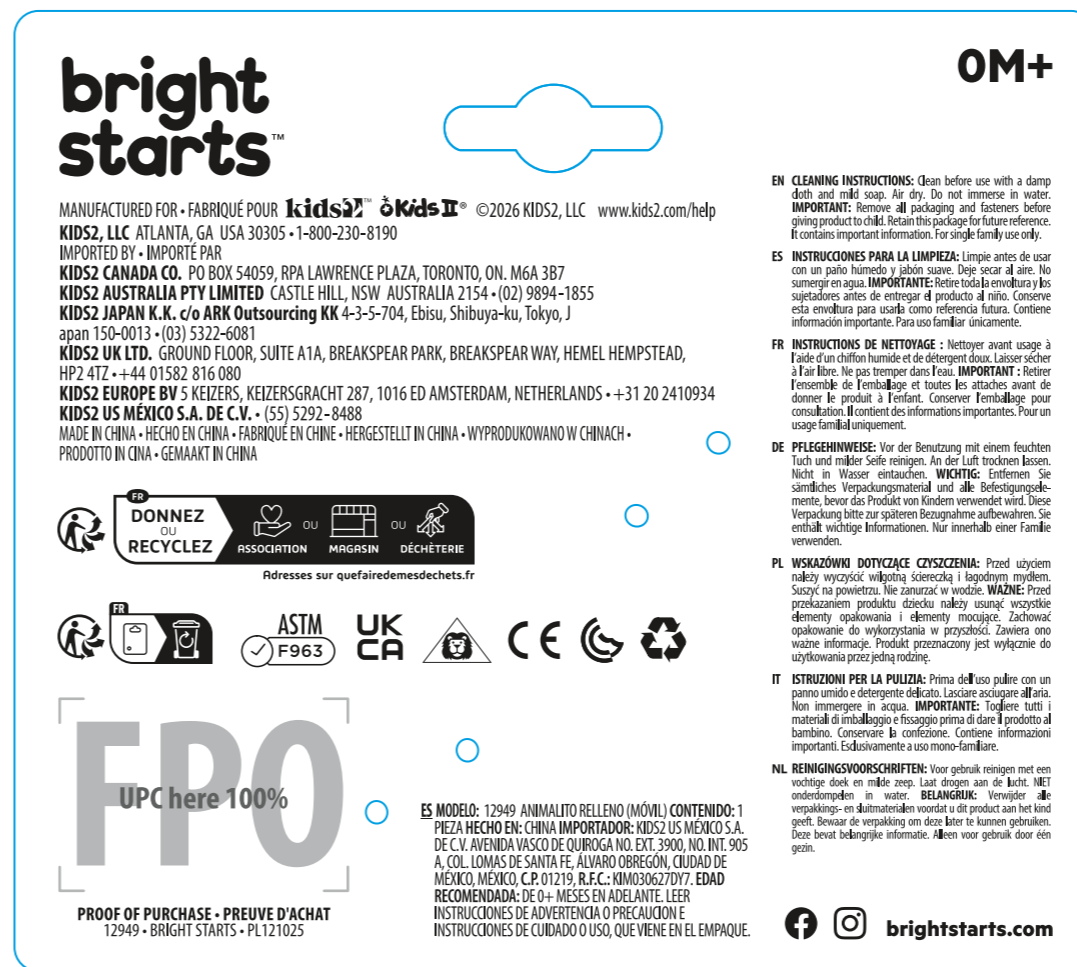 bright
starts™
0M+
MANUFACTURED FOR • FABRIQUÉ POUR kids2™ Kids II® ©2026 KIDS2, LLC www.kids2.com/help
KIDS2, LLC ATLANTA, GA USA 30305 • 1-800-230-8190
IMPORTED BY • IMPORTÉ PAR
KIDS2 CANADA CO. PO BOX 54059, RPA LAWRENCE PLAZA, TORONTO, ON. M6A 3B7
KIDS2 AUSTRALIA PTY LIMITED CASTLE HILL, NSW AUSTRALIA 2154 • (02) 9894-1855
KIDS2 JAPAN K.K. c/o ARK Outsourcing KK 4-3-5-704, Ebisu, Shibuya-ku, Tokyo, J
apan 150-0013 • (03) 5322-6081
KIDS2 UK LTD. GROUND FLOOR, SUITE A1A, BREAKSPEAR PARK, BREAKSPEAR WAY, HEMEL HEMPSTEAD,
HP2 4TZ • +44 01582 816 080
KIDS2 EUROPE BV 5 KEIZERS, KEIZERSGRACHT 287, 1016 ED AMSTERDAM, NETHERLANDS • +31 20 2410934
KIDS2 US MÉXICO S.A. DE C.V. • (55) 5292-8488
MADE IN CHINA • HECHO EN CHINA • FABRIQUÉ EN CHINE • HERGESTELLT IN CHINA • WYPRODUKOWANO W CHINACH •
PRODOTTO IN CINA • GEMAAKT IN CHINA
FR
DONNEZ
OU
RECYCLEZ
ASSOCIATION OU MAGASIN OU DÉCHÈTERIE
Adresses sur quefairedemesdechets.fr
FR
ASTM
F963
UK
CA
CE
FPO
UPC here 100%
PROOF OF PURCHASE • PREUVE D'ACHAT
12949 • BRIGHT STARTS • PL121025
ES MODELO: 12949 ANIMALITO RELLENO (MÓVIL) CONTENIDO: 1
PIEZA HECHO EN: CHINA IMPORTADOR: KIDS2 US MÉXICO S.A.
DE C.V. AVENIDA VASCO DE QUIROGA NO. EXT. 3900, NO. INT. 905
A, COL. LOMAS DE SANTA FE, ÁLVARO OBREGÓN, CIUDAD DE
MÉXICO, MÉXICO, C.P. 01219, R.F.C.: KIM030627DY7. EDAD
RECOMENDADA: DE 0+ MESES EN ADELANTE. LEER
INSTRUCCIONES DE ADVERTENCIA O PRECAUCION E
INSTRUCCIONES DE CUIDADO O USO, QUE VIENE EN EL EMPAQUE.
EN CLEANING INSTRUCTIONS: Clean before use with a damp
cloth and mild soap. Air dry. Do not immerse in water.
IMPORTANT: Remove all packaging and fasteners before
giving product to child. Retain this package for future reference.
It contains important information. For single family use only.
ES INSTRUCCIONES PARA LA LIMPIEZA: Limpie antes de usar
con un paño húmedo y jabón suave. Deje secar al aire. No
sumergir en agua. IMPORTANTE: Retire toda la envoltura y los
sujetadores antes de entregar el producto al niño. Conserve
esta envoltura para usarla como referencia futura. Contiene
información importante. Para uso familiar únicamente.
FR INSTRUCTIONS DE NETTOYAGE : Nettoyer avant usage à
l'aide d'un chiffon humide et de détergent doux. Laisser sécher
à l'air libre. Ne pas tremper dans l'eau. IMPORTANT : Retirer
l'ensemble de l'emballage et toutes les attaches avant de
donner le produit à l'enfant. Conserver l'emballage pour
consultation. Il contient des informations importantes. Pour un
usage familial uniquement.
DE PFLEGEHINWEISE: Vor der Benutzung mit einem feuchten
Tuch und milder Seife reinigen. An der Luft trocknen lassen.
Nicht in Wasser eintauchen. WICHTIG: Entfernen Sie
sämtliches Verpackungsmaterial und alle Befestigungsele-
mente, bevor das Produkt von Kindern verwendet wird. Diese
Verpackung bitte zur späteren Bezugnahme aufbewahren. Sie
enthält wichtige Informationen. Nur innerhalb einer Familie
verwenden.
PL WSKAZÓWKI DOTYCZĄCE CZYSZCZENIA: Przed użyciem
należy wyczyścić wilgotną ściereczką i łagodnym mydłem.
Suszyć na powietrzu. Nie zanurzać w wodzie. WAŻNE: Przed
przekazaniem produktu dziecku należy usunąć wszystkie
elementy opakowania i elementy mocujące. Zachować
opakowanie do wykorzystania w przyszłości. Zawiera ono
ważne informacje. Produkt przeznaczony jest wyłącznie do
użytkowania przez jedną rodzinę.
IT ISTRUZIONI PER LA PULIZIA: Prima dell'uso pulire con un
panno umido e detergente delicato. Lasciare asciugare all'aria.
Non immergere in acqua. IMPORTANTE: Togliere tutti i
materiali di imballaggio e fissaggio prima di dare il prodotto al
bambino. Conservare la confezione. Contiene informazioni
importanti. Esclusivamente a uso mono-familiare.
NL REINIGINGSVOORSCHRIFTEN: Voor gebruik reinigen met een
vochtige doek en milde zeep. Laat drogen aan de lucht. NIET
onderdompelen in water. BELANGRIJK: Verwijder alle
verpakkings- en sluitmaterialen voordat u dit product aan het kind
geeft. Bewaar de verpakking om deze later te kunnen gebruiken.
Deze bevat belangrijke informatie. Alleen voor gebruik door één
gezin.
brightstarts.com